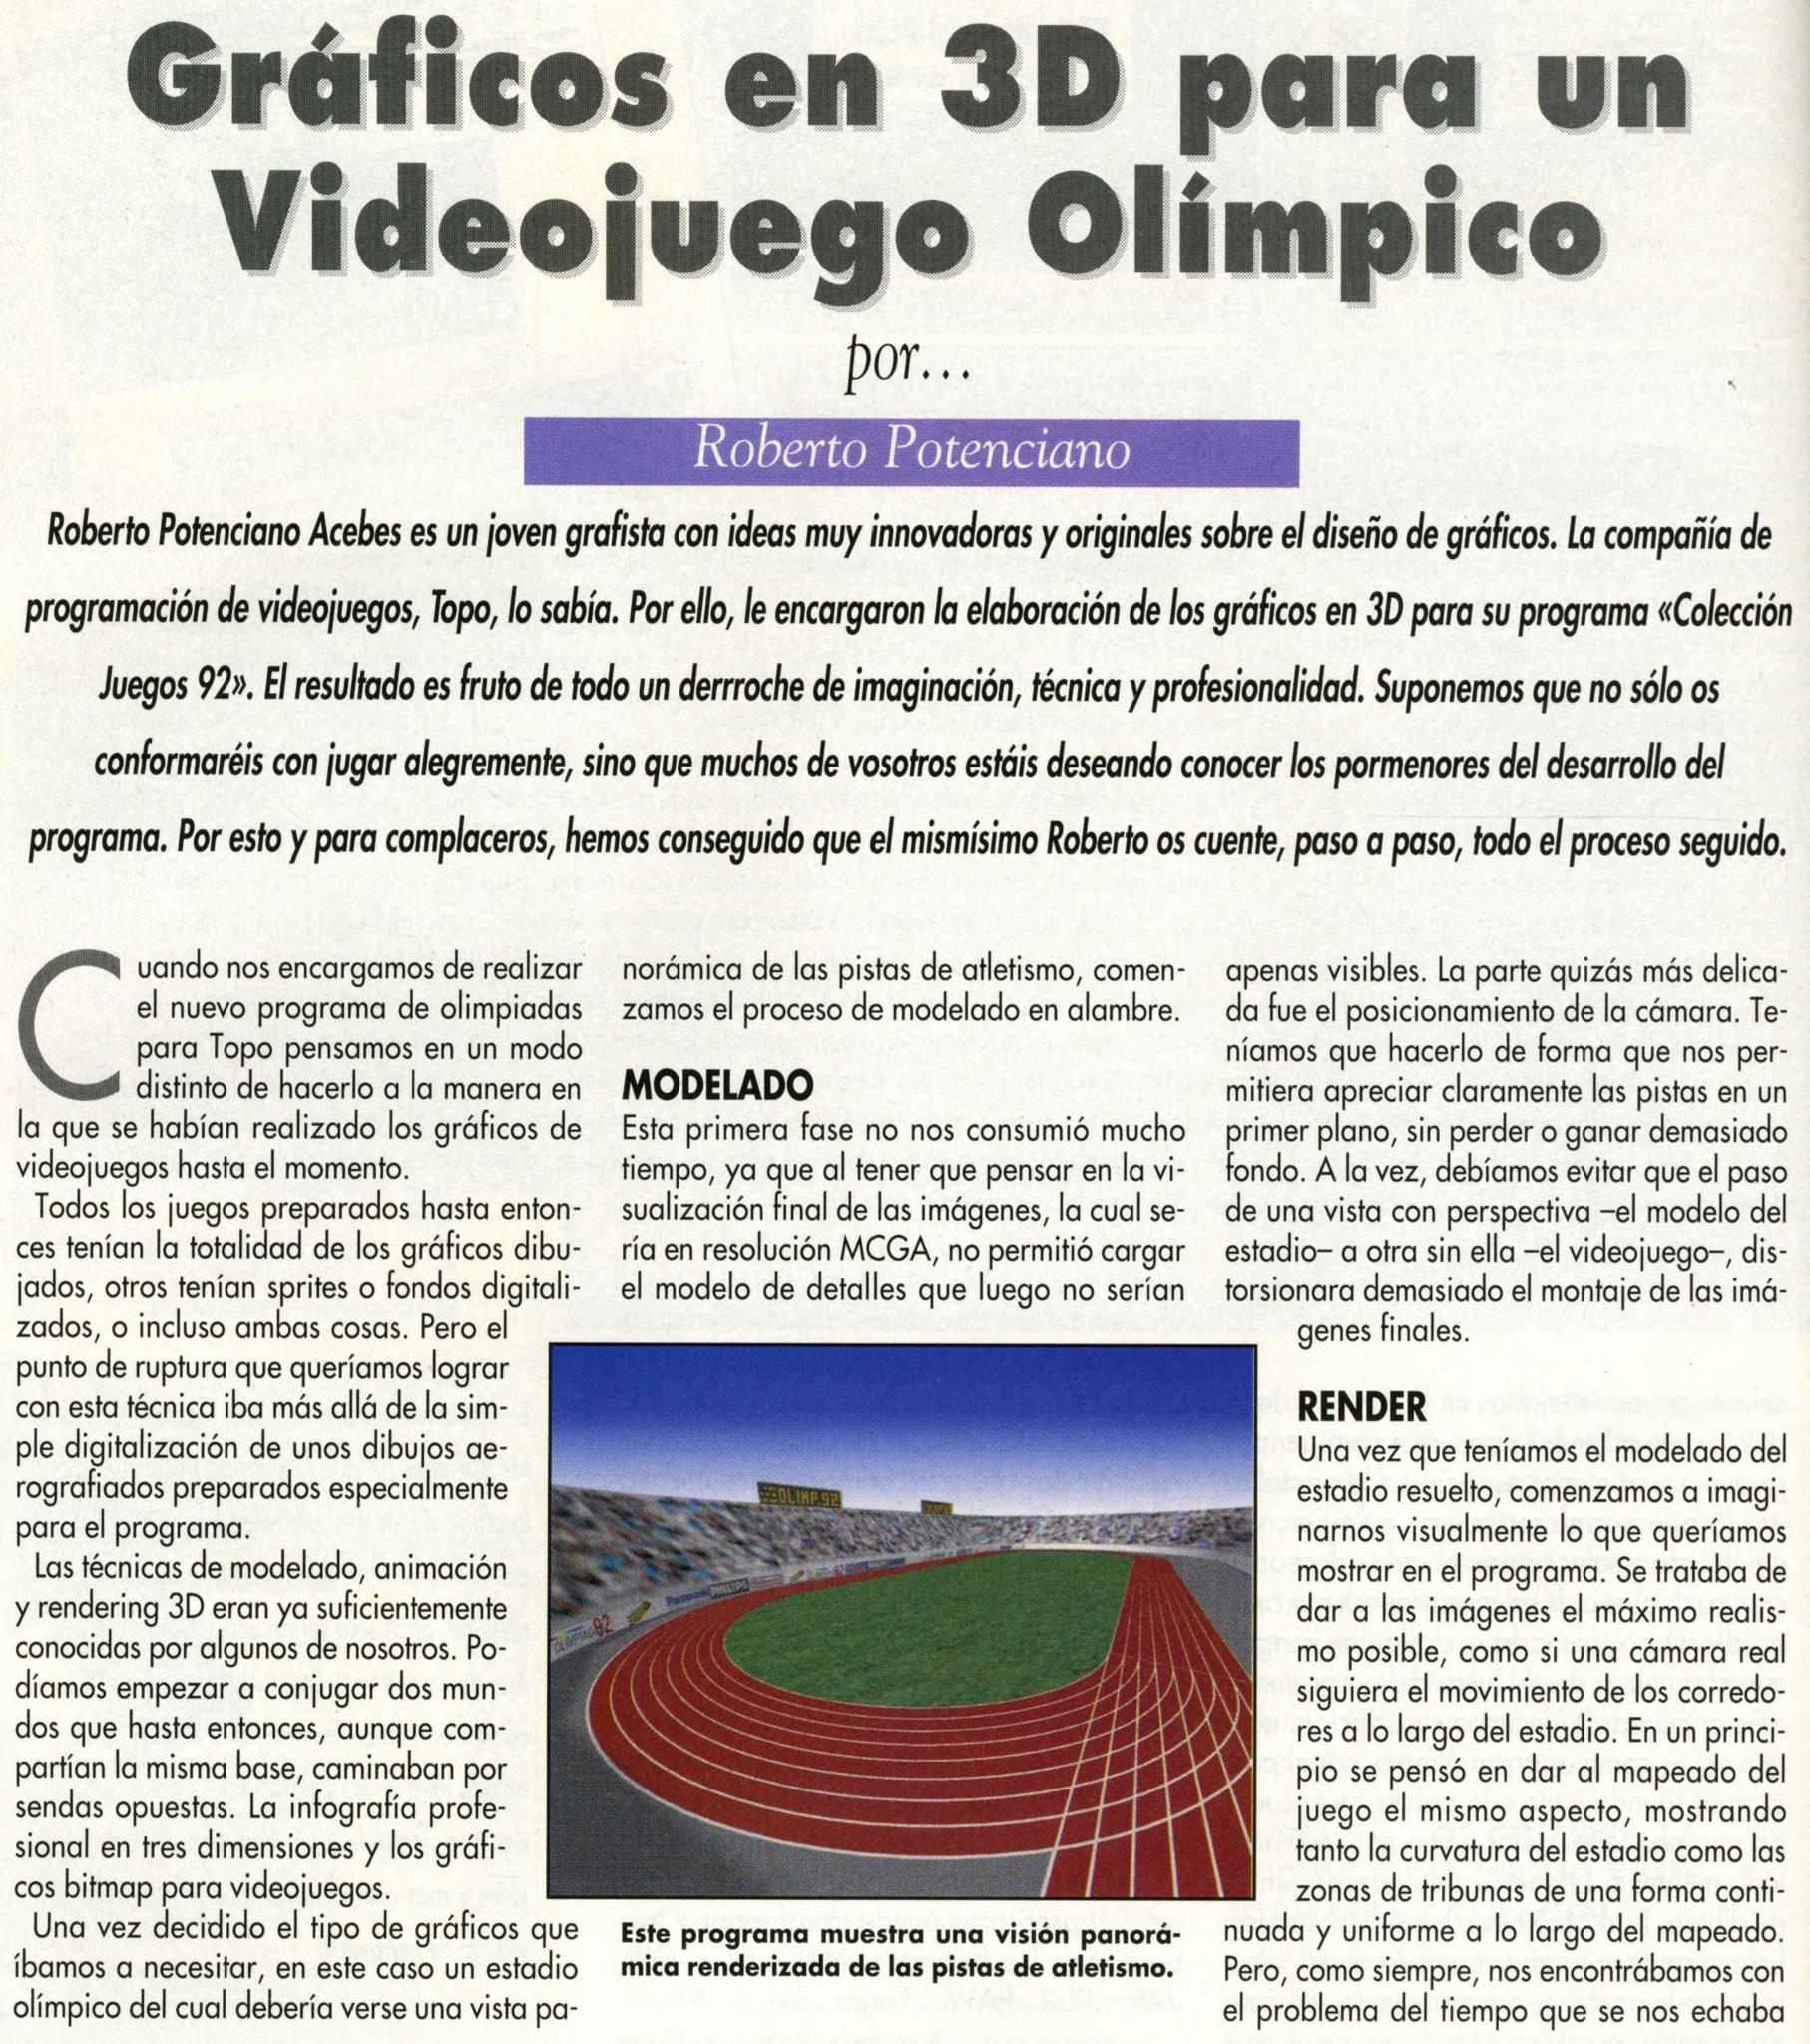 Gráficos en 3D para un
Videojuego Olímpico
por...
Roberto Potenciano
Roberto Potenciano Acebes es un joven grafista con ideas muy innovadoras y originales sobre el diseño de gráficos. La compañía de
programación de videojuegos, Topo, lo sabía. Por ello, le encargaron la elaboración de los gráficos en 3D para su programa «Colección
Juegos 92». El resultado es fruto de todo un derrroche de imaginación, técnica y profesionalidad. Suponemos que no sólo os
conformaréis con jugar alegremente, sino que muchos de vosotros estáis deseando conocer los pormenores del desarrollo del
programa. Por esto y para complaceros, hemos conseguido que el mismísimo Roberto os cuente, paso a paso, todo el proceso seguido.
Cuando nos encargamos de realizar
el nuevo programa de olimpiadas
para Topo pensamos en un modo
distinto de hacerlo a la manera en
la que se habían realizado los gráficos de
videojuegos hasta el momento.
Todos los juegos preparados hasta enton-
ces tenían la totalidad de los gráficos dibu-
jados, otros tenían sprites o fondos digitali-
zados, o incluso ambas cosas. Pero el
punto de ruptura que queríamos lograr
con esta técnica iba más allá de la sim-
ple digitalización de unos dibujos ae-
rografiados preparados especialmente
para el programa.
Las técnicas de modelado, animación
y rendering 3D eran ya suficientemente
conocidas por algunos de nosotros. Po-
díamos empezar a conjugar dos mun-
dos que hasta entonces, aunque com-
partían la misma base, caminaban por
sendas opuestas. La infografía profe-
sional en tres dimensiones y los gráfi-
cos bitmap para videojuegos.
Una vez decidido el tipo de gráficos que
íbamos a necesitar, en este caso un estadio
olímpico del cual debería verse una vista pa-
norámica de las pistas de atletismo, comen-
zamos el proceso de modelado en alambre.
MODELADO
Esta primera fase no nos consumió mucho
tiempo, ya que al tener que pensar en la vi-
sualización final de las imágenes, la cual se-
ría en resolución MCGA, no permitió cargar
el modelo de detalles que luego no serían
OLIMP.92
Panasonic
PHILIPS
92
Este programa muestra una visión panorá-
mica renderizada de las pistas de atletismo.
apenas visibles. La parte quizás más delica-
da fue el posicionamiento de la cámara. Te-
níamos que hacerlo de forma que nos per-
mitiera apreciar claramente las pistas en un
primer plano, sin perder o ganar demasiado
fondo. A la vez, debíamos evitar que el paso
de una vista con perspectiva –el modelo del
estadio– a otra sin ella –el videojuego–, dis-
torsionara demasiado el montaje de las imá-
genes finales.
RENDER
Una vez que teníamos el modelado del
estadio resuelto, comenzamos a imagi-
narnos visualmente lo que queríamos
mostrar en el programa. Se trataba de
dar a las imágenes el máximo realis-
mo posible, como si una cámara real
siguiera el movimiento de los corredo-
res a lo largo del estadio. En un princi-
pio se pensó en dar al mapeado del
juego el mismo aspecto, mostrando
tanto la curvatura del estadio como las
zonas de tribunas de una forma conti-
nuada y uniforme a lo largo del mapeado.
Pero, como siempre, nos encontrábamos con
el problema del tiempo que se nos echaba